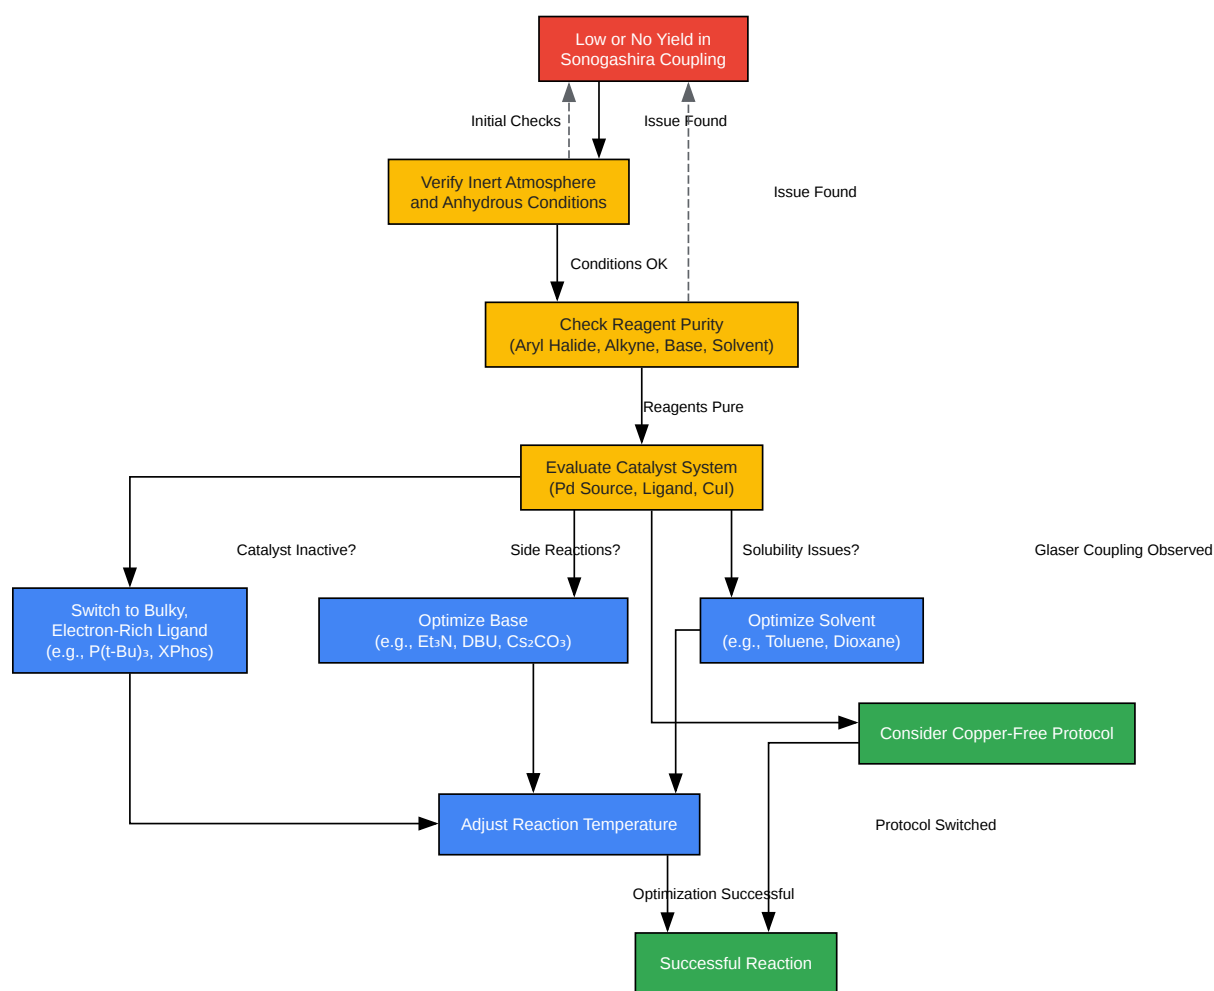 Low or No Yield in
Sonogashira Coupling
Initial Checks
Issue Found
Verify Inert Atmosphere
and Anhydrous Conditions
Issue Found
Conditions OK
Check Reagent Purity
(Aryl Halide, Alkyne, Base, Solvent)
Reagents Pure
Evaluate Catalyst System
(Pd Source, Ligand, CuI)
Catalyst Inactive?
Side Reactions?
Solubility Issues?
Glaser Coupling Observed
Switch to Bulky,
Electron-Rich Ligand
(e.g., P(t-Bu)₃, XPhos)
Optimize Base
(e.g., Et₃N, DBU, Cs₂CO₃)
Optimize Solvent
(e.g., Toluene, Dioxane)
Consider Copper-Free Protocol
Adjust Reaction Temperature
Protocol Switched
Optimization Successful
Successful Reaction